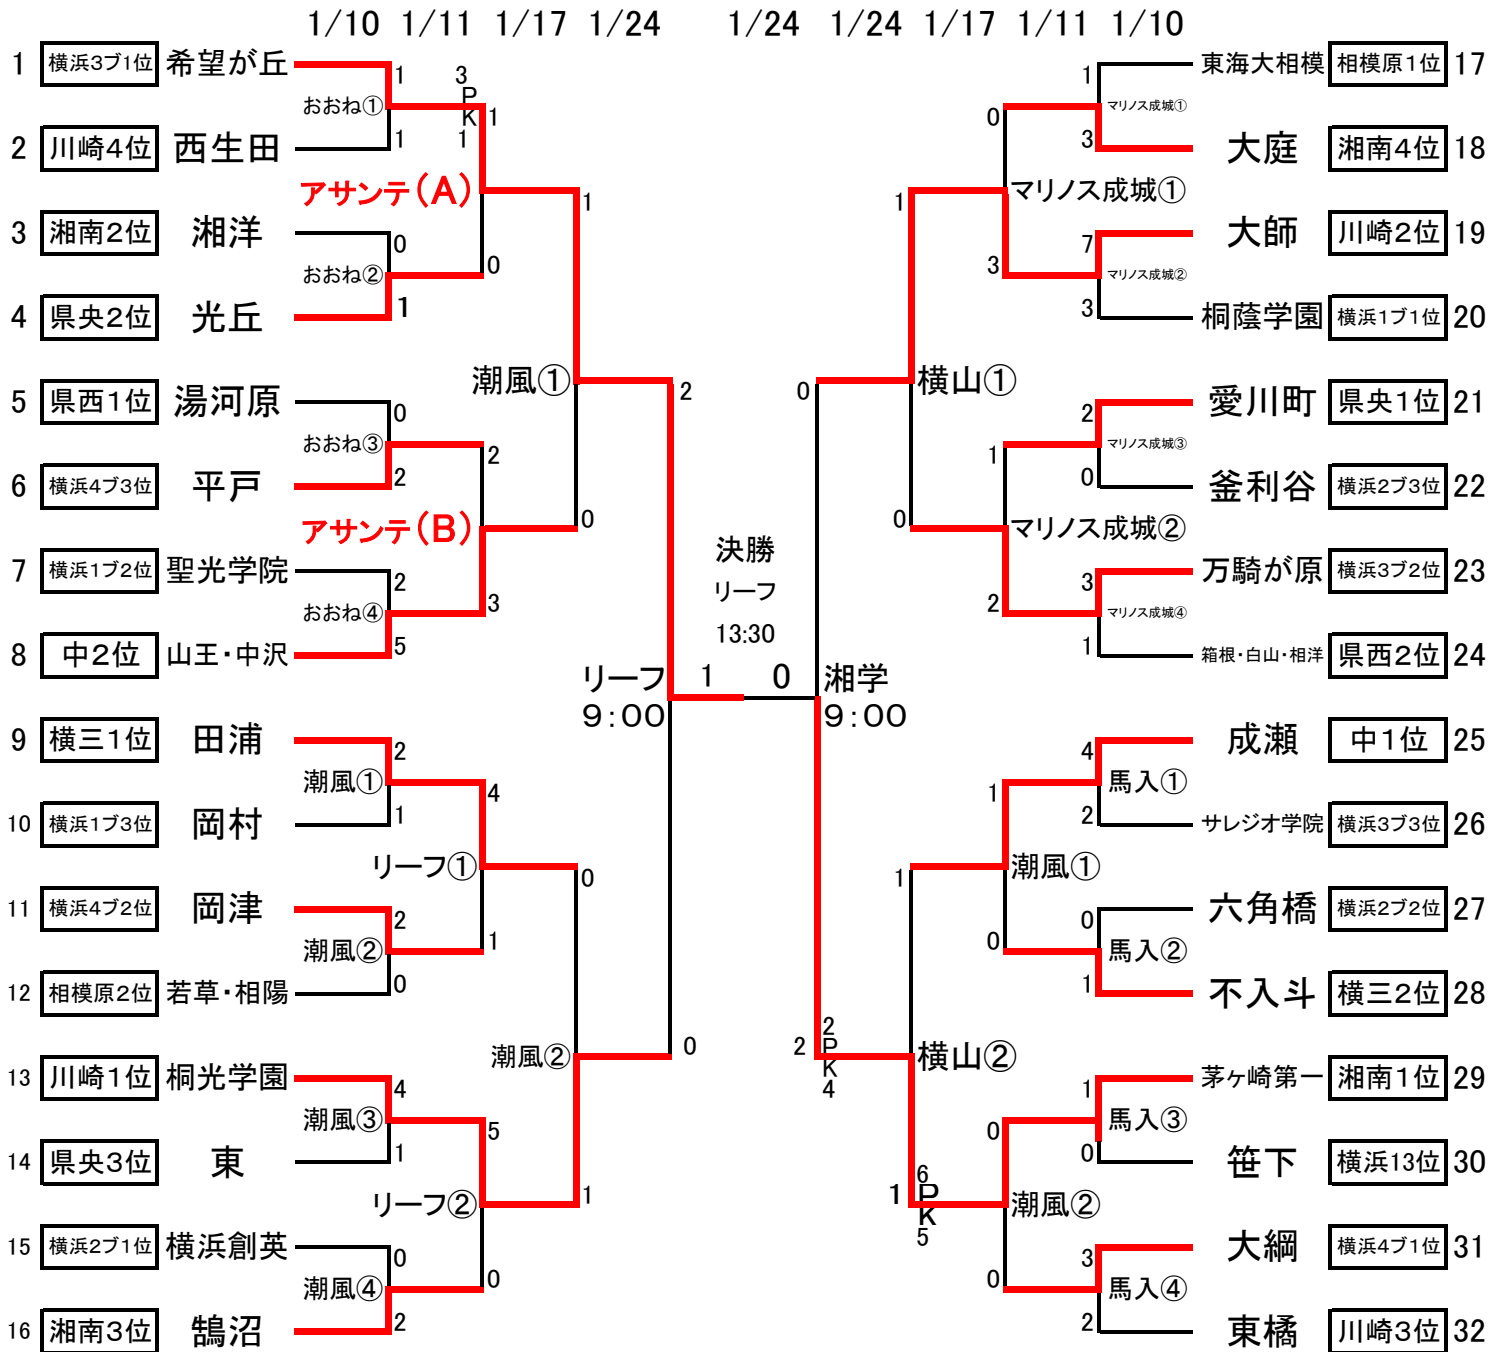 1/10 1/11 1/17 1/24 1/24 1/24 1/17 1/11 1/10
1 横浜3ブ1位 希望が丘
1
おおね①
3
P
K
1
1
1
2 川崎4位 西生田
アサンテ(A)
1
3 湘南2位 湘洋
0
おおね②
0
4 県央2位 光丘
1
潮風①
2
5 県西1位 湯河原
0
おおね③
2
6 横浜4ブ3位 平戸
2
アサンテ(B)
0
7 横浜1ブ2位 聖光学院
2
おおね④
3
8 中2位 山王・中沢
5
リーフ
9:00
9 横三1位 田浦
2
潮風①
4
10 横浜1ブ3位 岡村
1
リーフ①
0
11 横浜4ブ2位 岡津
2
潮風②
1
12 相模原2位 若草・相陽
0
潮風②
0
13 川崎1位 桐光学園
4
潮風③
5
14 県央3位 東
1
リーフ②
1
15 横浜2ブ1位 横浜創英
0
潮風④
0
16 湘南3位 鵠沼
2
決勝
リーフ
13:30
1 0
東海大相模 相模原1位 17
1
マリノス成城①
0
3
大庭 湘南4位 18
マリノス成城①
1
大師 川崎2位 19
7
マリノス成城②
3
3
桐蔭学園 横浜1ブ1位 20
横山①
0
愛川町 県央1位 21
2
マリノス成城③
1
0
釜利谷 横浜2ブ3位 22
マリノス成城②
0
万騎が原 横浜3ブ2位 23
3
マリノス成城④
2
1
箱根・白山・相洋 県西2位 24
湘学
9:00
成瀬 中1位 25
4
馬入①
1
2
サレジオ学院 横浜3ブ3位 26
潮風①
1
六角橋 横浜2ブ2位 27
0
馬入②
0
1
不入斗 横三2位 28
横山②
2
2
P
K
4
茅ヶ崎第一 湘南1位 29
1
馬入③
0
0
笹下 横浜13位 30
潮風②
1
6
P
K
5
大綱 横浜4ブ1位 31
3
馬入④
0
2
東橘 川崎3位 32